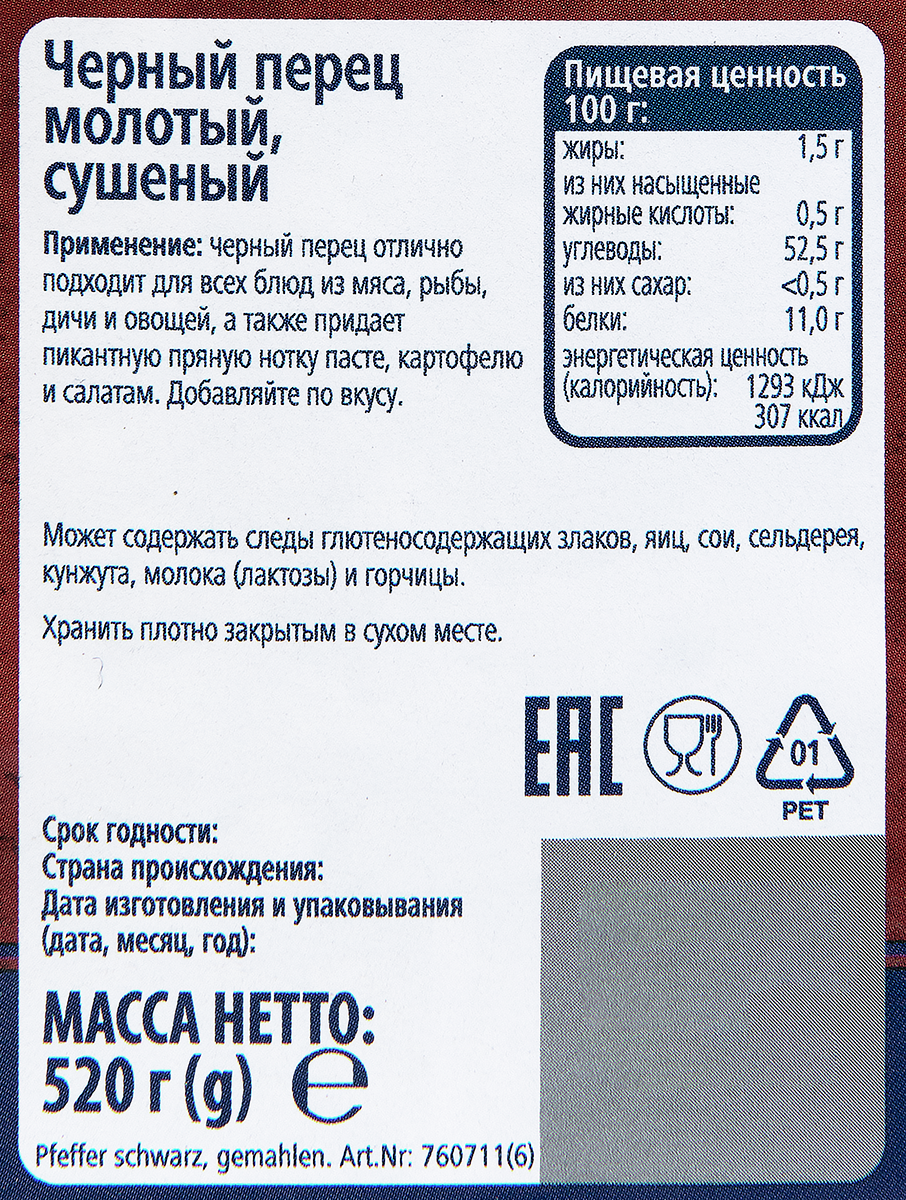 Черный перец
молотый,
сушеный
Применение: черный перец отлично
подходит для всех блюд из мяса, рыбы,
дичи и овощей, а также придает
пикантную пряную нотку пасте, картофелю
и салатам. Добавляйте по вкусу.
Пищевая ценность
100 г:
жиры: 1,5 г
из них насыщенные
жирные кислоты: 0,5 г
углеводы: 52,5 г
из них сахар: <0,5 г
белки: 11,0 г
энергетическая ценность
(калорийность): 1293 кДж
307 ккал
Может содержать следы глютеносодержащих злаков, яиц, сои, сельдерея,
кунжута, молока (лактозы) и горчицы.
Хранить плотно закрытым в сухом месте.
EAC
01
PET
Срок годности:
Страна происхождения:
Дата изготовления и упаковывания
(дата, месяц, год):
МАССА НЕТТО:
520 г (g) e
Pfeffer schwarz, gemahlen. Art.Nr: 760711(6)